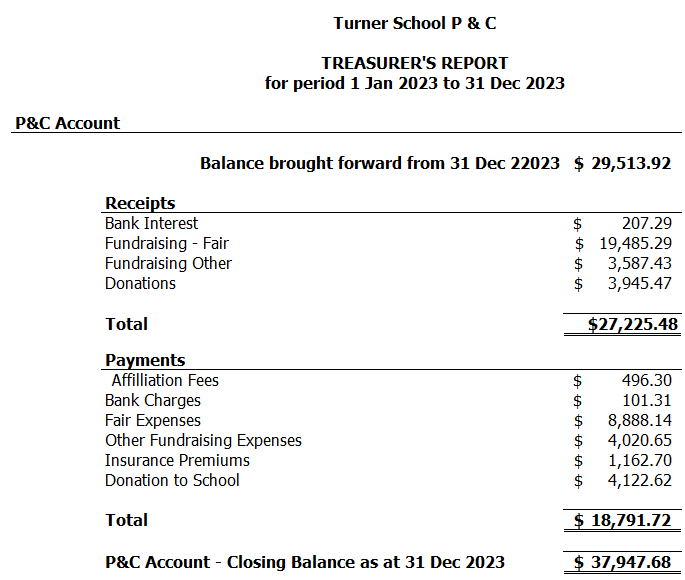 Turner School P & C
TREASURER'S REPORT
for period 1 Jan 2023 to 31 Dec 2023
P&C Account
Balance brought forward from 31 Dec 22023 $ 29,513.92
Receipts
Bank Interest $ 207.29
Fundraising - Fair $ 19,485.29
Fundraising Other $ 3,587.43
Donations $ 3,945.47
Total $27,225.48
Payments
Affilliation Fees $ 496.30
Bank Charges $ 101.31
Fair Expenses $ 8,888.14
Other Fundraising Expenses $ 4,020.65
Insurance Premiums $ 1,162.70
Donation to School $ 4,122.62
Total $ 18,791.72
P&C Account - Closing Balance as at 31 Dec 2023 $ 37,947.68